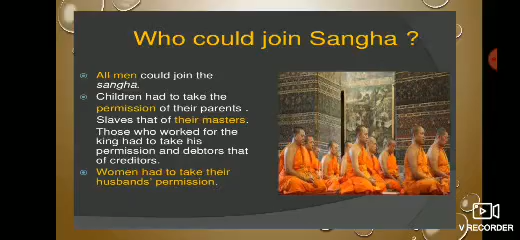 Who could join Sangha ?
All men could join the
sangha.
Children had to take the
permission of their parents .
Slaves that of their masters.
Those who worked for the
king had to take his
permission and debtors that
of creditors.
Women had to take their
husbands' permission.
V RECORDER